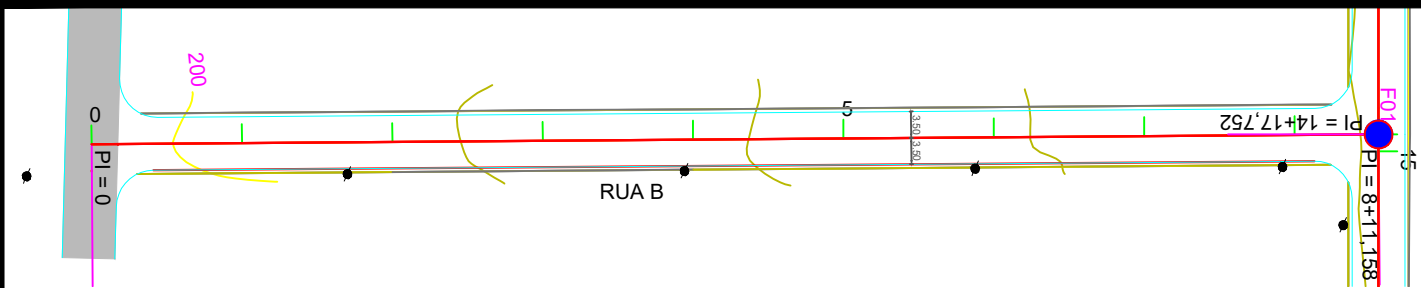 200
0
PI = 0
5
3.50
3.50
RUA B
PI = 14+17,752
F01
15
PI = 8+11,158